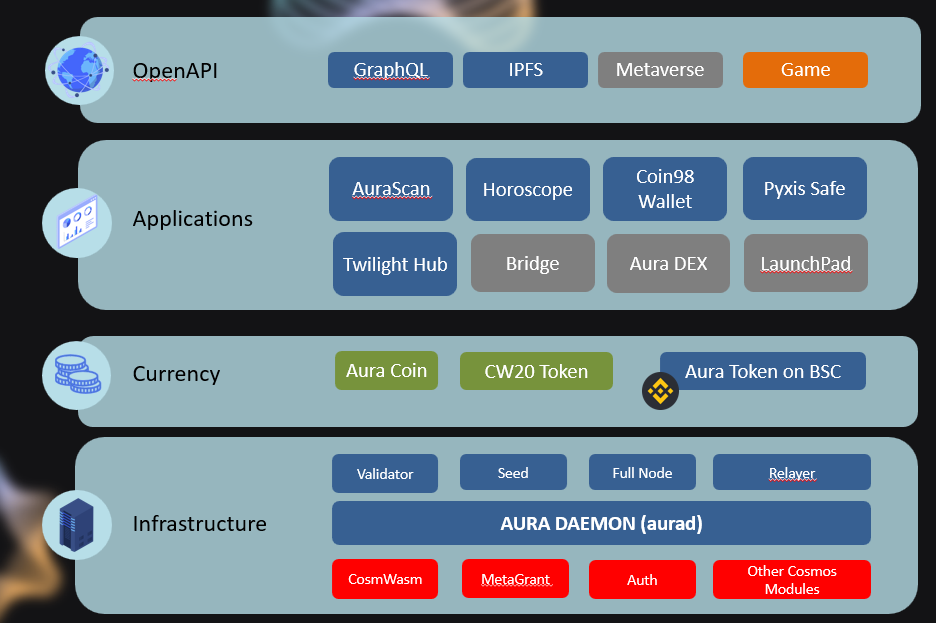 OpenAPI
GraphQL
IPFS
Metaverse
Game
Applications
AuraScan
Horoscope
Coin98
Wallet
Pyxis Safe
Twilight Hub
Bridge
Aura DEX
LaunchPad
Currency
Aura Coin
CW20 Token
Aura Token on BSC
Infrastructure
Validator
Seed
Full Node
Relayer
AURA DAEMON (aurad)
CosmWasm
MetaGrant
Auth
Other Cosmos
Modules